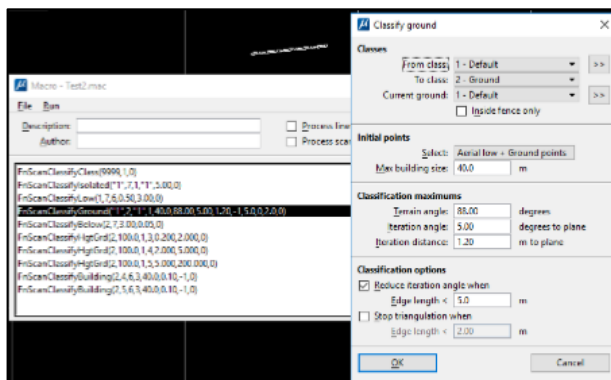 Macro - Test2.mac
File Run
Description:
Process line
Author:
Process scan
FnScanClassifyClass(9999,1,0)
FnScanClassifyIsolated("1",7,1,"1",5.00)
FnScanClassifyLow(1,7,6,0.50,3.00,0)
FnScanClassifyGround("1",2,"1",1,40.0,88.00,5.00,1.20,-1,5.0,0,2.0,0)
FnScanClassifyBelow(2,7,3.00,0.05,0)
FnScanClassifyHgtGrd(2,100.0,1,3,0.200,2.000,0)
FnScanClassifyHgtGrd(2,100.0,1,4,2.000,5.000,0)
FnScanClassifyHgtGrd(2,100.0,1,5,5.000,200.000,0)
FnScanClassifyBuilding(2,4,6,3,40.0,0.10,-1,0)
FnScanClassifyBuilding(2,5,6,3,40.0,0.10,-1,0)
Classify ground
Classes
From class: 1 - Default >>
To class: 2 - Ground
Current ground: 1 - Default >>
Inside fence only
Initial points
Select: Aerial low + Ground points
Max building size: 40.0 m
Classification maximums
Terrain angle: 88.00 degrees
Iteration angle: 5.00 degrees to plane
Iteration distance: 1.20 m to plane
Classification options
Reduce iteration angle when
Edge length < 5.0 m
Stop triangulation when
Edge length < 2.00 m
OK Cancel